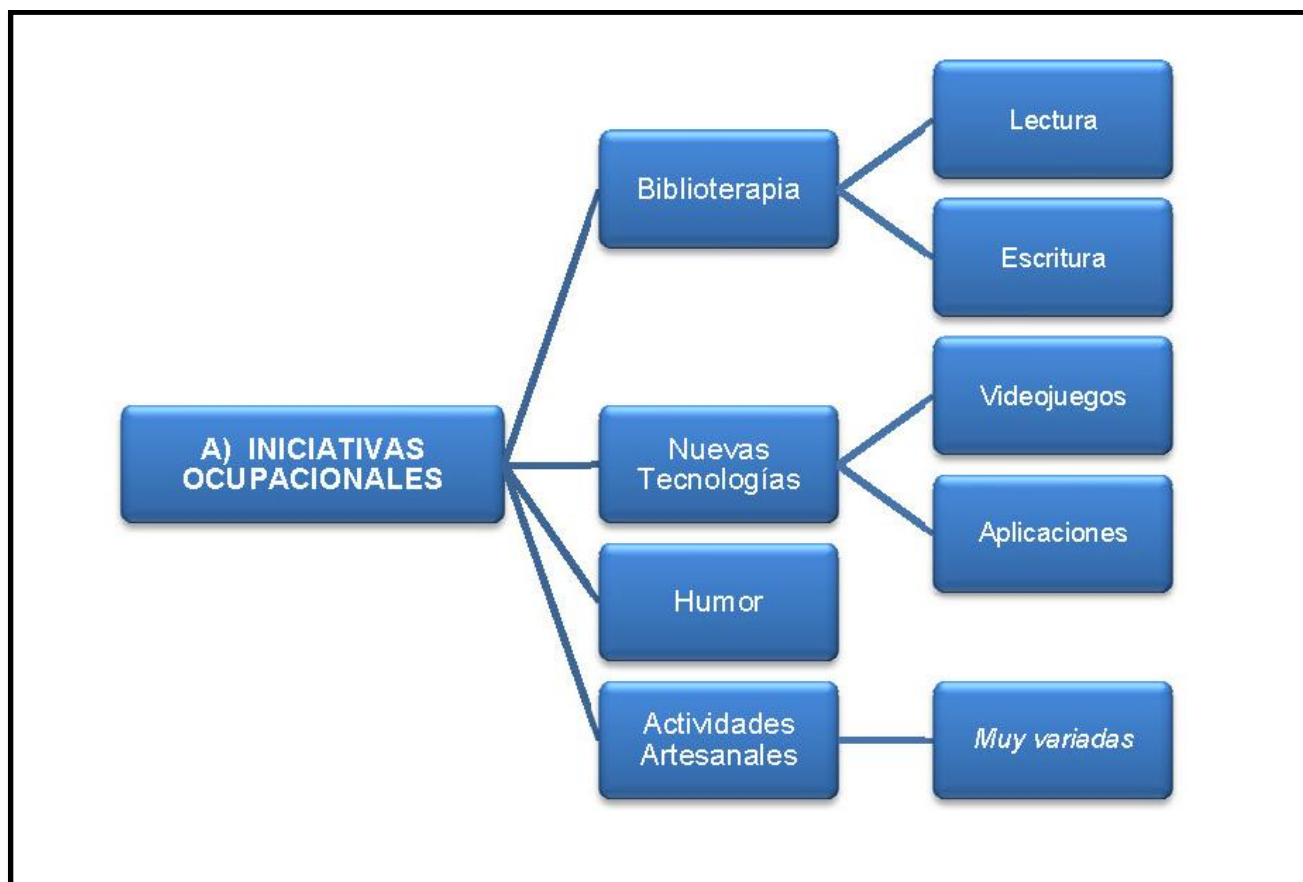 Lectura
Biblioterapia
Escritura
Videojuegos
A) INICIATIVAS
OCUPACIONALES
Nuevas
Tecnologías
Aplicaciones
Humor
Actividades
Artesanales
Muy variadas